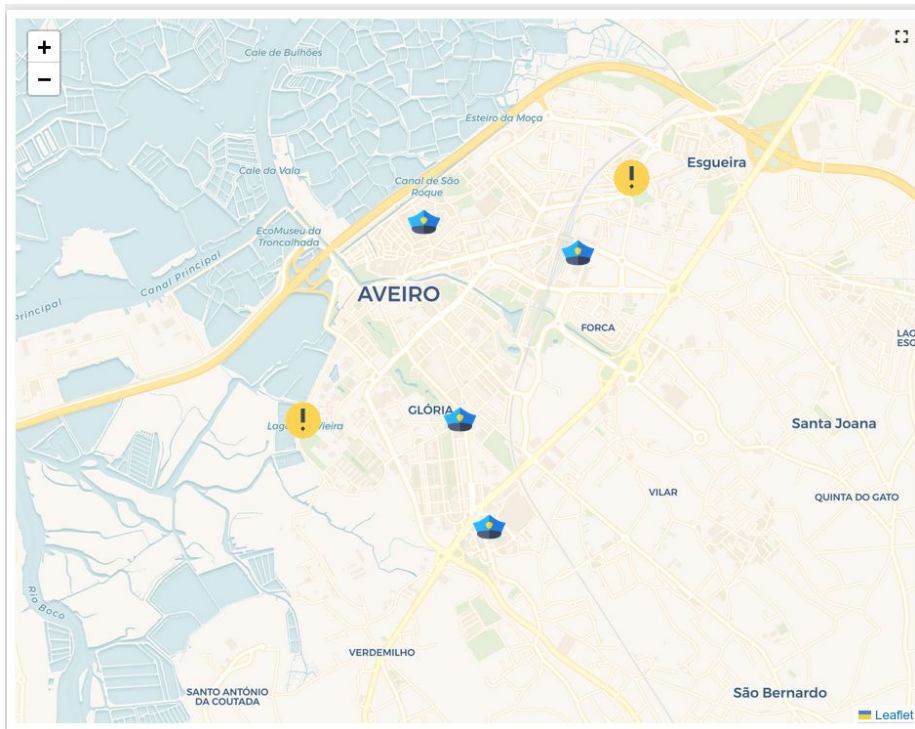 +
−
Cale de Bulhões
Esteiro da Moça
Esgueira
Cale da Vala
Canal de São
Roque
EcoMuseu da
Troncalhada
Canal Principal
Principal
AVEIRO
FORCA
LAG
ESG
GLÓRIA
Santa Joana
VILAR
QUINTA DO GATO
Rio Boco
VERDEMILHO
SANTO ANTÓNIO
DA COUTADA
São Bernardo
Leaflet